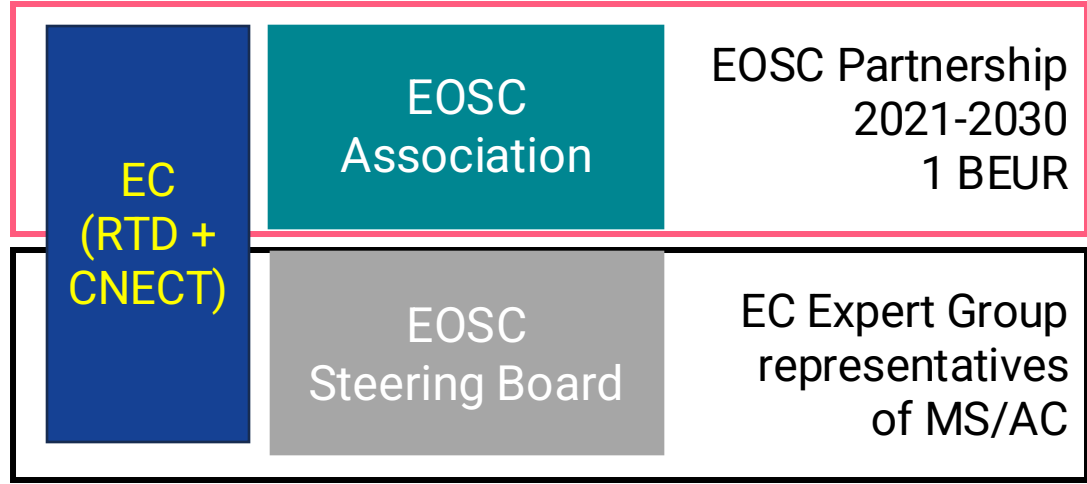 EC
(RTD +
CNECT)
EOSC
Association
EOSC Partnership
2021-2030
1 BEUR
EOSC
Steering Board
EC Expert Group
representatives
of MS/AC